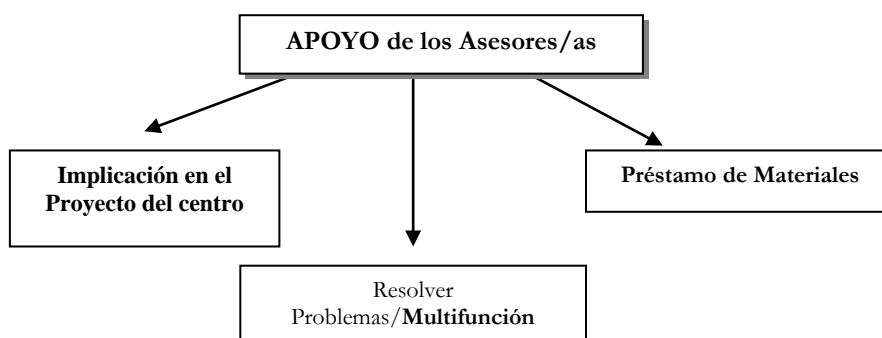 APOYO de los Asesores/as
Implicación en el
Proyecto del centro
Préstamo de Materiales
Resolver
Problemas/Multifunción